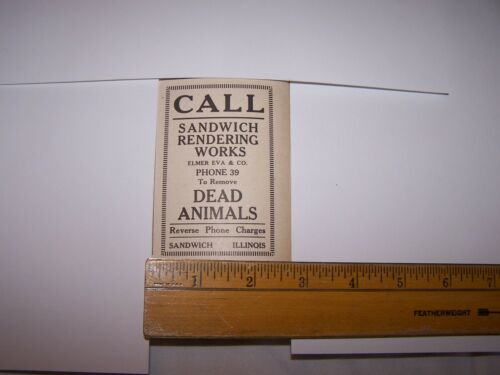 CALL
SANDWICH
RENDERING
WORKS
ELMER EVA & CO.
PHONE 39
To Remove
DEAD
ANIMALS
Reverse Phone Charges
SANDWICH ILLINOIS
1 2 3 4 5 6 7
FEATHERWEIGHT